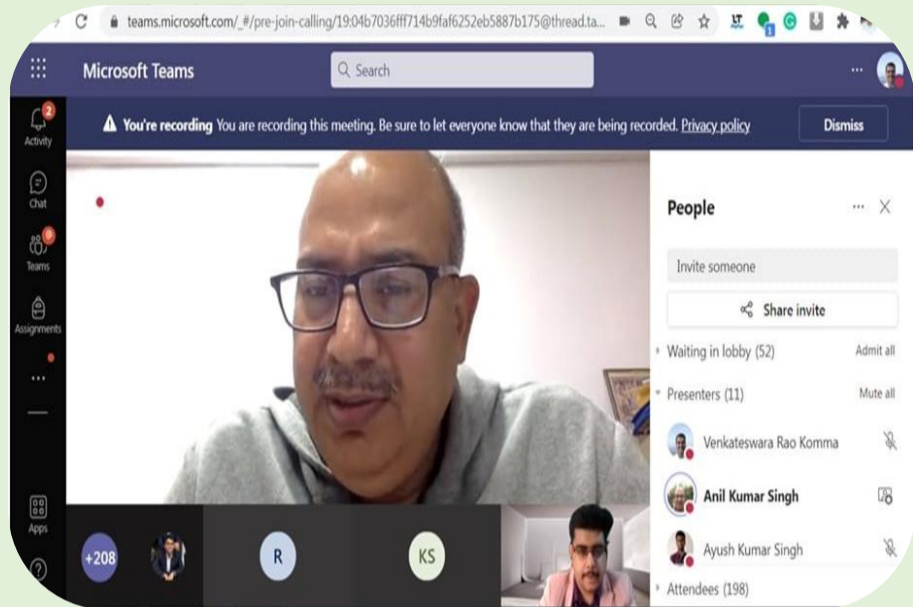 teams.microsoft.com/_#/pre-join-calling/19:04b7036fff714b9faf6252eb5887b175@thread.ta...
1
Microsoft Teams
Search
2
Activity
You're recording You are recording this meeting. Be sure to let everyone know that they are being recorded. Privacy policy
Dismiss
Chat
People
9
Teams
Invite someone
Share invite
Assignments
Waiting in lobby (52) Admit all
Presenters (11) Mute all
Venkateswara Rao Komma
Anil Kumar Singh
Apps
+208
R
KS
Ayush Kumar Singh
Attendees (198)